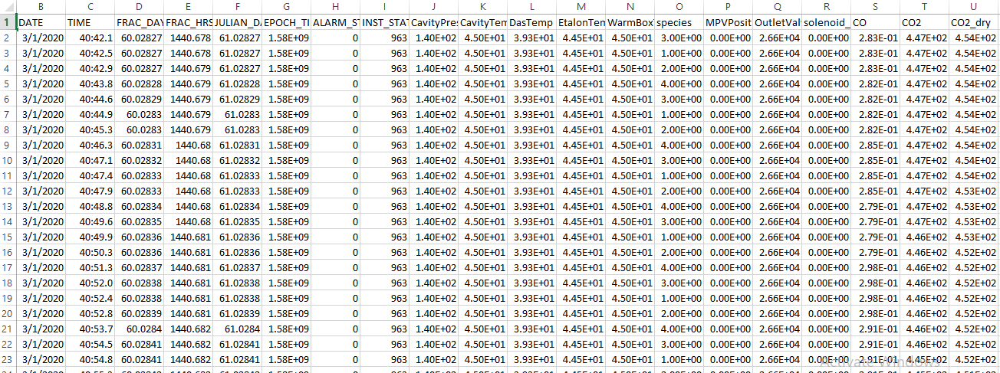 B C D E F G H I J K L M N O P Q R S T U
1 DATE TIME FRAC_DAY FRAC_HRS JULIAN_DA EPOCH_TI ALARM_ST INST_STAT CavityPres CavityTem DasTemp EtalonTen WarmBox species MPVPosit OutletValv solenoid_ CO CO2 CO2_dry
2 3/1/2020 40:42.1 60.02827 1440.678 61.02827 1.58E+09 0 963 1.40E+02 4.50E+01 3.93E+01 4.45E+01 4.50E+01 3.00E+00 0.00E+00 2.66E+04 0.00E+00 2.83E-01 4.47E+02 4.54E+02
3 3/1/2020 40:42.5 60.02827 1440.678 61.02827 1.58E+09 0 963 1.40E+02 4.50E+01 3.93E+01 4.45E+01 4.50E+01 1.00E+00 0.00E+00 2.66E+04 0.00E+00 2.83E-01 4.47E+02 4.54E+02
4 3/1/2020 40:42.9 60.02827 1440.679 61.02827 1.58E+09 0 963 1.40E+02 4.50E+01 3.93E+01 4.45E+01 4.50E+01 2.00E+00 0.00E+00 2.66E+04 0.00E+00 2.83E-01 4.47E+02 4.54E+02
5 3/1/2020 40:43.8 60.02828 1440.679 61.02828 1.58E+09 0 963 1.40E+02 4.50E+01 3.93E+01 4.45E+01 4.50E+01 4.00E+00 0.00E+00 2.66E+04 0.00E+00 2.82E-01 4.47E+02 4.54E+02
6 3/1/2020 40:44.6 60.02829 1440.679 61.02829 1.58E+09 0 963 1.40E+02 4.50E+01 3.93E+01 4.45E+01 4.50E+01 3.00E+00 0.00E+00 2.66E+04 0.00E+00 2.82E-01 4.47E+02 4.54E+02
7 3/1/2020 40:44.9 60.0283 1440.679 61.0283 1.58E+09 0 963 1.40E+02 4.50E+01 3.93E+01 4.45E+01 4.50E+01 1.00E+00 0.00E+00 2.66E+04 0.00E+00 2.82E-01 4.47E+02 4.54E+02
8 3/1/2020 40:45.3 60.0283 1440.679 61.0283 1.58E+09 0 963 1.40E+02 4.50E+01 3.93E+01 4.45E+01 4.50E+01 2.00E+00 0.00E+00 2.66E+04 0.00E+00 2.82E-01 4.47E+02 4.54E+02
9 3/1/2020 40:46.3 60.02831 1440.68 61.02831 1.58E+09 0 963 1.40E+02 4.50E+01 3.93E+01 4.45E+01 4.50E+01 4.00E+00 0.00E+00 2.66E+04 0.00E+00 2.85E-01 4.47E+02 4.54E+02
10 3/1/2020 40:47.1 60.02832 1440.68 61.02832 1.58E+09 0 963 1.40E+02 4.50E+01 3.93E+01 4.45E+01 4.50E+01 3.00E+00 0.00E+00 2.66E+04 0.00E+00 2.85E-01 4.47E+02 4.54E+02
11 3/1/2020 40:47.4 60.02833 1440.68 61.02833 1.58E+09 0 963 1.40E+02 4.50E+01 3.93E+01 4.45E+01 4.50E+01 1.00E+00 0.00E+00 2.66E+04 0.00E+00 2.85E-01 4.47E+02 4.54E+02
12 3/1/2020 40:47.9 60.02833 1440.68 61.02833 1.58E+09 0 963 1.40E+02 4.50E+01 3.93E+01 4.45E+01 4.50E+01 2.00E+00 0.00E+00 2.66E+04 0.00E+00 2.85E-01 4.47E+02 4.53E+02
13 3/1/2020 40:48.8 60.02834 1440.68 61.02834 1.58E+09 0 963 1.40E+02 4.50E+01 3.93E+01 4.45E+01 4.50E+01 4.00E+00 0.00E+00 2.66E+04 0.00E+00 2.79E-01 4.47E+02 4.53E+02
14 3/1/2020 40:49.6 60.02835 1440.68 61.02835 1.58E+09 0 963 1.40E+02 4.50E+01 3.93E+01 4.45E+01 4.50E+01 3.00E+00 0.00E+00 2.66E+04 0.00E+00 2.79E-01 4.47E+02 4.53E+02
15 3/1/2020 40:49.9 60.02836 1440.681 61.02836 1.58E+09 0 963 1.40E+02 4.50E+01 3.93E+01 4.45E+01 4.50E+01 1.00E+00 0.00E+00 2.66E+04 0.00E+00 2.79E-01 4.46E+02 4.53E+02
16 3/1/2020 40:50.3 60.02836 1440.681 61.02836 1.58E+09 0 963 1.40E+02 4.50E+01 3.93E+01 4.45E+01 4.50E+01 2.00E+00 0.00E+00 2.66E+04 0.00E+00 2.79E-01 4.46E+02 4.52E+02
17 3/1/2020 40:51.3 60.02837 1440.681 61.02837 1.58E+09 0 963 1.40E+02 4.50E+01 3.93E+01 4.45E+01 4.50E+01 4.00E+00 0.00E+00 2.66E+04 0.00E+00 2.98E-01 4.46E+02 4.52E+02
18 3/1/2020 40:52.0 60.02838 1440.681 61.02838 1.58E+09 0 963 1.40E+02 4.50E+01 3.93E+01 4.45E+01 4.50E+01 3.00E+00 0.00E+00 2.66E+04 0.00E+00 2.98E-01 4.46E+02 4.52E+02
19 3/1/2020 40:52.4 60.02838 1440.681 61.02838 1.58E+09 0 963 1.40E+02 4.50E+01 3.93E+01 4.45E+01 4.50E+01 1.00E+00 0.00E+00 2.66E+04 0.00E+00 2.98E-01 4.46E+02 4.52E+02
20 3/1/2020 40:52.8 60.02839 1440.681 61.02839 1.58E+09 0 963 1.40E+02 4.50E+01 3.93E+01 4.45E+01 4.50E+01 2.00E+00 0.00E+00 2.66E+04 0.00E+00 2.98E-01 4.46E+02 4.52E+02
21 3/1/2020 40:53.7 60.0284 1440.682 61.0284 1.58E+09 0 963 1.40E+02 4.50E+01 3.93E+01 4.45E+01 4.50E+01 4.00E+00 0.00E+00 2.66E+04 0.00E+00 2.91E-01 4.46E+02 4.52E+02
22 3/1/2020 40:54.5 60.02841 1440.682 61.02841 1.58E+09 0 963 1.40E+02 4.50E+01 3.93E+01 4.45E+01 4.50E+01 3.00E+00 0.00E+00 2.66E+04 0.00E+00 2.91E-01 4.46E+02 4.52E+02
23 3/1/2020 40:54.8 60.02841 1440.682 61.02841 1.58E+09 0 963 1.40E+02 4.50E+01 3.93E+01 4.45E+01 4.50E+01 1.00E+00 0.00E+00 2.66E+04 0.00E+00 4.52E+02
Activate Windows